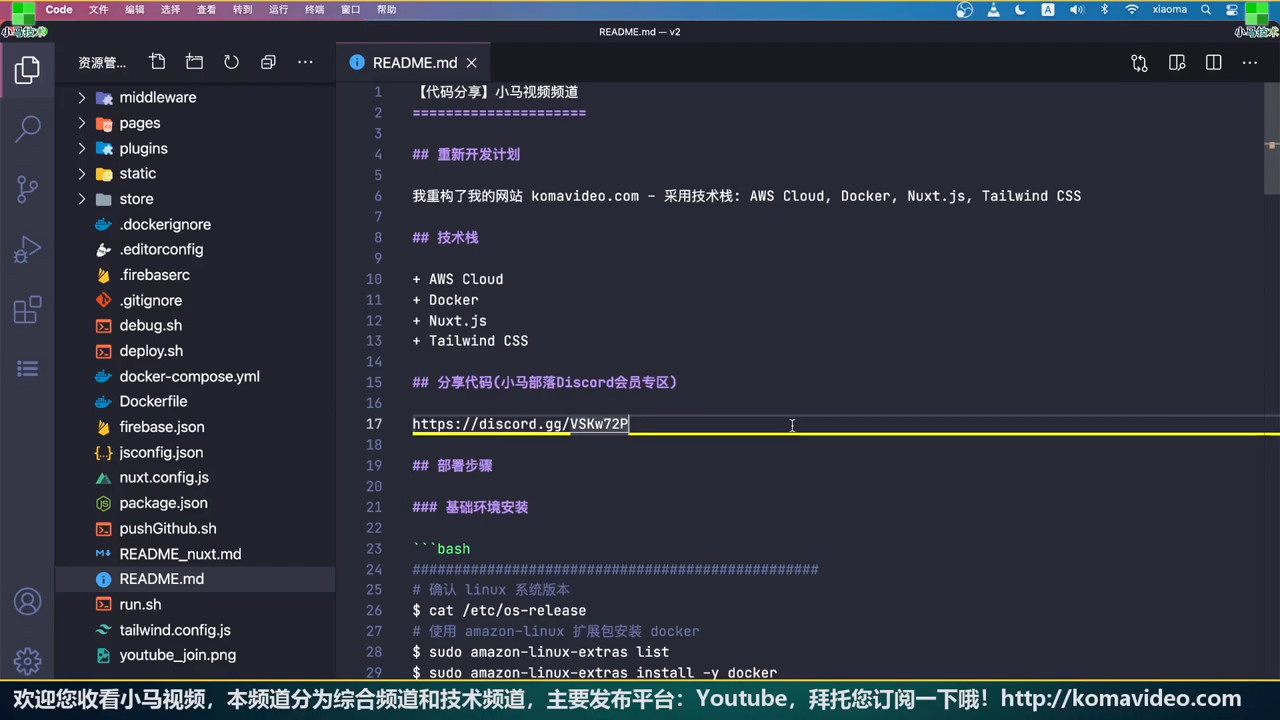 Code 文件 编辑 选择 查看 转到 运行 终端 窗口 帮助 A xiaoma
小马技术 小马技术
README.md — v2
资源管... README.md
middleware
pages
plugins
static
store
.dockerignore
.editorconfig
.firebaserc
.gitignore
debug.sh
deploy.sh
docker-compose.yml
Dockerfile
firebase.json
jsconfig.json
nuxt.config.js
package.json
pushGithub.sh
README_nuxt.md
README.md
run.sh
tailwind.config.js
youtube_join.png
1 【代码分享】小马视频频道
2 =====================
3
4 ## 重新开发计划
5
6 我重构了我的网站 komavideo.com - 采用技术栈: AWS Cloud, Docker, Nuxt.js, Tailwind CSS
7
8 ## 技术栈
9
10 + AWS Cloud
11 + Docker
12 + Nuxt.js
13 + Tailwind CSS
14
15 ## 分享代码(小马部落Discord会员专区)
16
17 https://discord.gg/VSKw72P
18
19 ## 部署步骤
20
21 ### 基础环境安装
22
23 ```bash
24 #################################################
25 # 确认 linux 系统版本
26 $ cat /etc/os-release
27 # 使用 amazon-linux 扩展包安装 docker
28 $ sudo amazon-linux-extras list
29 $ sudo amazon-linux-extras install -y docker
欢迎您收看小马视频，本频道分为综合频道和技术频道，主要发布平台：Youtube，拜托您订阅一下哦！http://komavideo.com